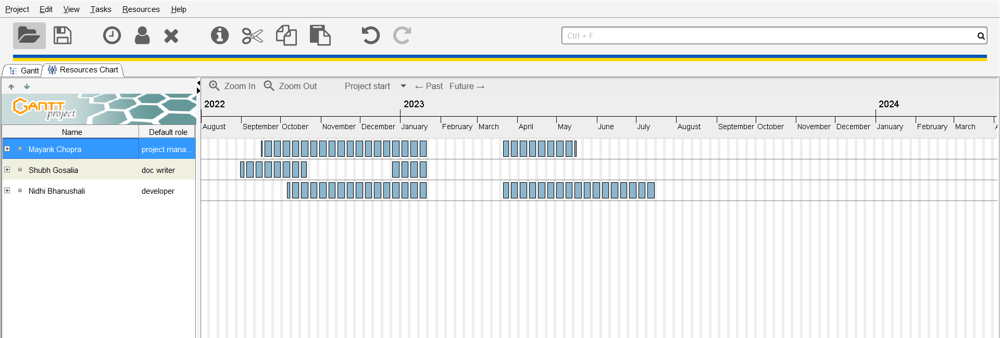 Project Edit View Tasks Resources Help
Ctrl + F
Gantt Resources Chart
Zoom In Zoom Out Project start ← Past Future →
GANTT project
2022 2023 2024
August September October November December January February March April May June July August September October November December January February March
Name Default role
Mayank Chopra project mana...
Shubh Gosalia doc writer
Nidhi Bhanushali developer